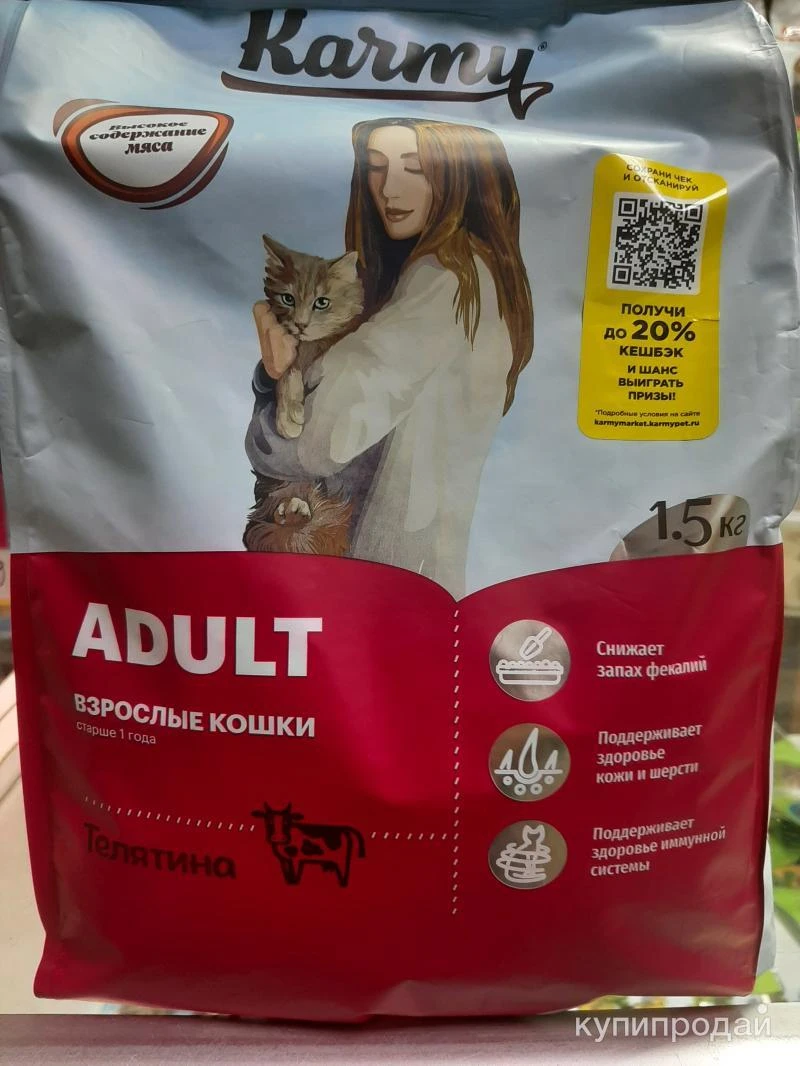 Karmy®
Высокое
содержание
мяса
СОХРАНИ ЧЕК
И ОТСКАНИРУЙ
ПОЛУЧИ
ДО 20%
КЕШБЭК
И ШАНС
ВЫИГРАТЬ
ПРИЗЫ!
*Подробные условия на сайте
karmymarket.karmypet.ru
1.5 кг
ADULT
ВЗРОСЛЫЕ КОШКИ
старше 1 года
Телятина
Снижает
запах фекалий
Поддерживает
здоровье
кожи и шерсти
Поддерживает
здоровье иммунной
системы
купипродай